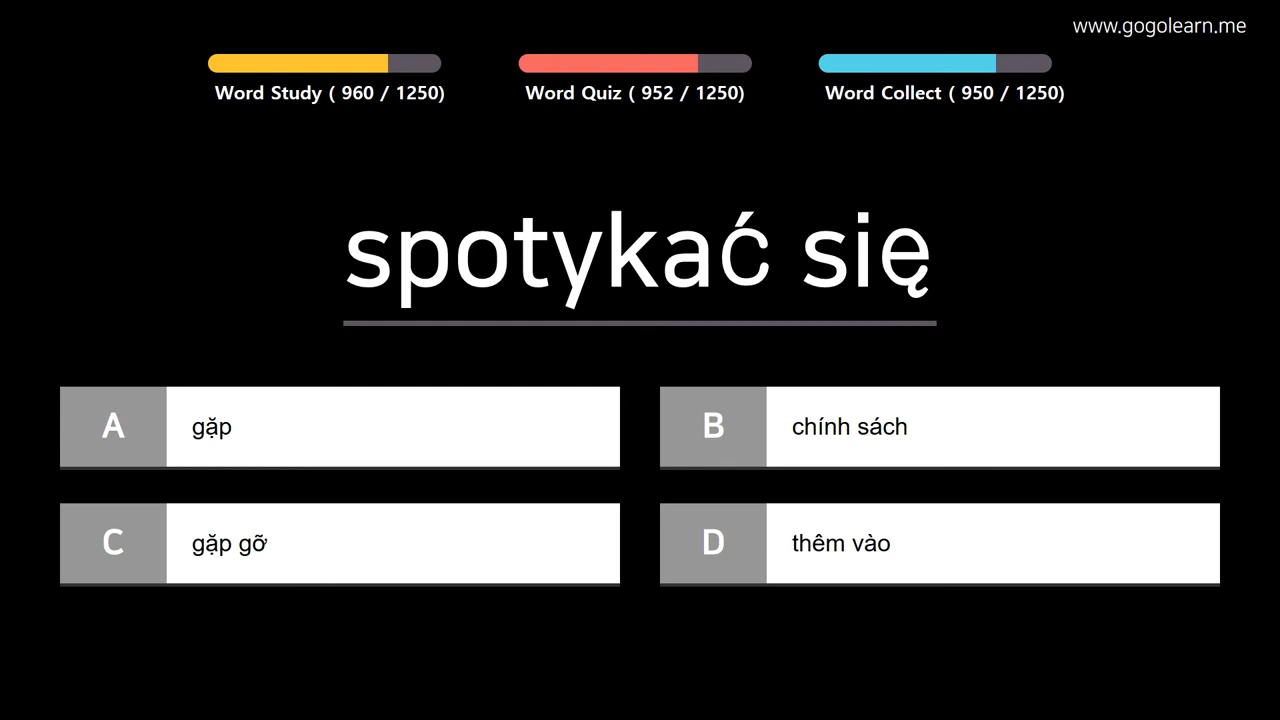 www.gogolearn.me
Word Study ( 960 / 1250)
Word Quiz ( 952 / 1250)
Word Collect ( 950 / 1250)
spotykać się
A gặp
B chính sách
C gặp gỡ
D thêm vào